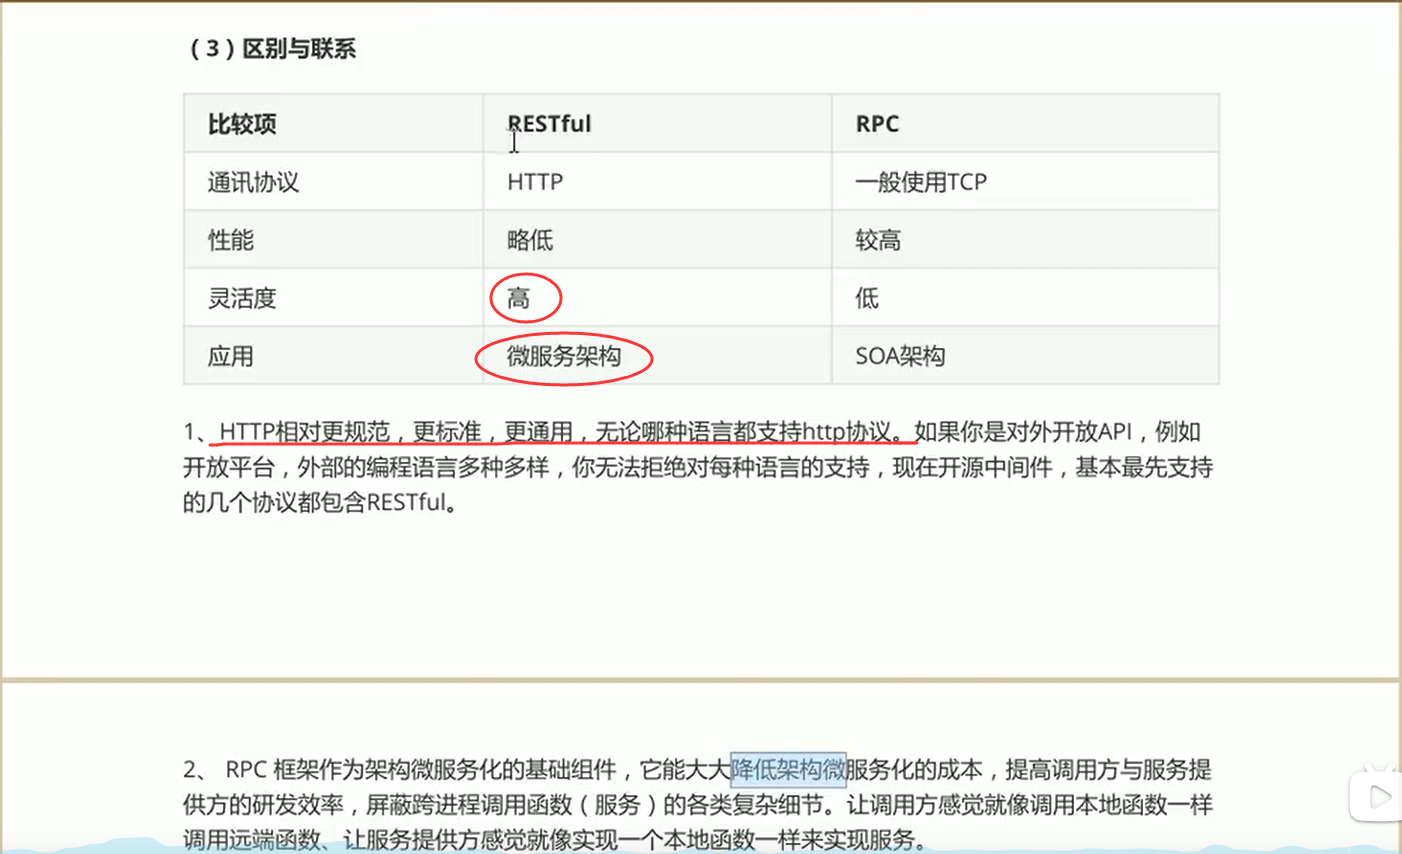 （3）区别与联系
比较项 RESTful RPC
通讯协议 HTTP 一般使用TCP
性能 略低 较高
灵活度 高 低
应用 微服务架构 SOA架构
1、HTTP相对更规范，更标准，更通用，无论哪种语言都支持http协议。如果你是对外开放API，例如
开放平台，外部的编程语言多种多样，你无法拒绝对每种语言的支持，现在开源中间件，基本最先支持
的几个协议都包含RESTful。
2、 RPC 框架作为架构微服务化的基础组件，它能大大降低架构微服务化的成本，提高调用方与服务提
供方的研发效率，屏蔽跨进程调用函数（服务）的各类复杂细节。让调用方感觉就像调用本地函数一样
调用远端函数、让服务提供方感觉就像实现一个本地函数一样来实现服务。